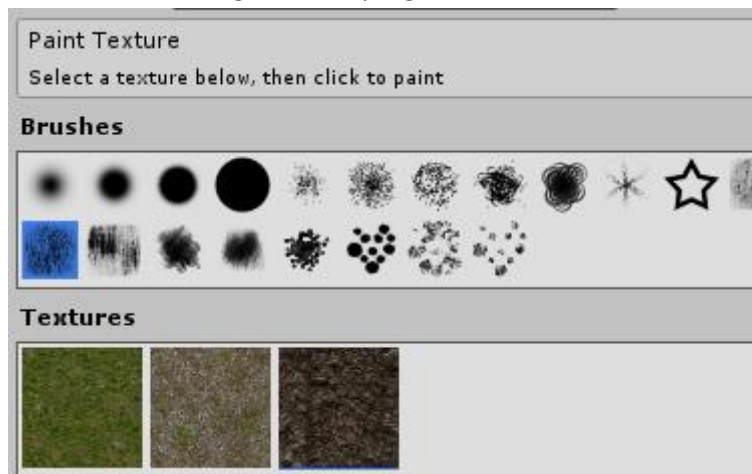 Paint Texture
Select a texture below, then click to paint
Brushes
Textures